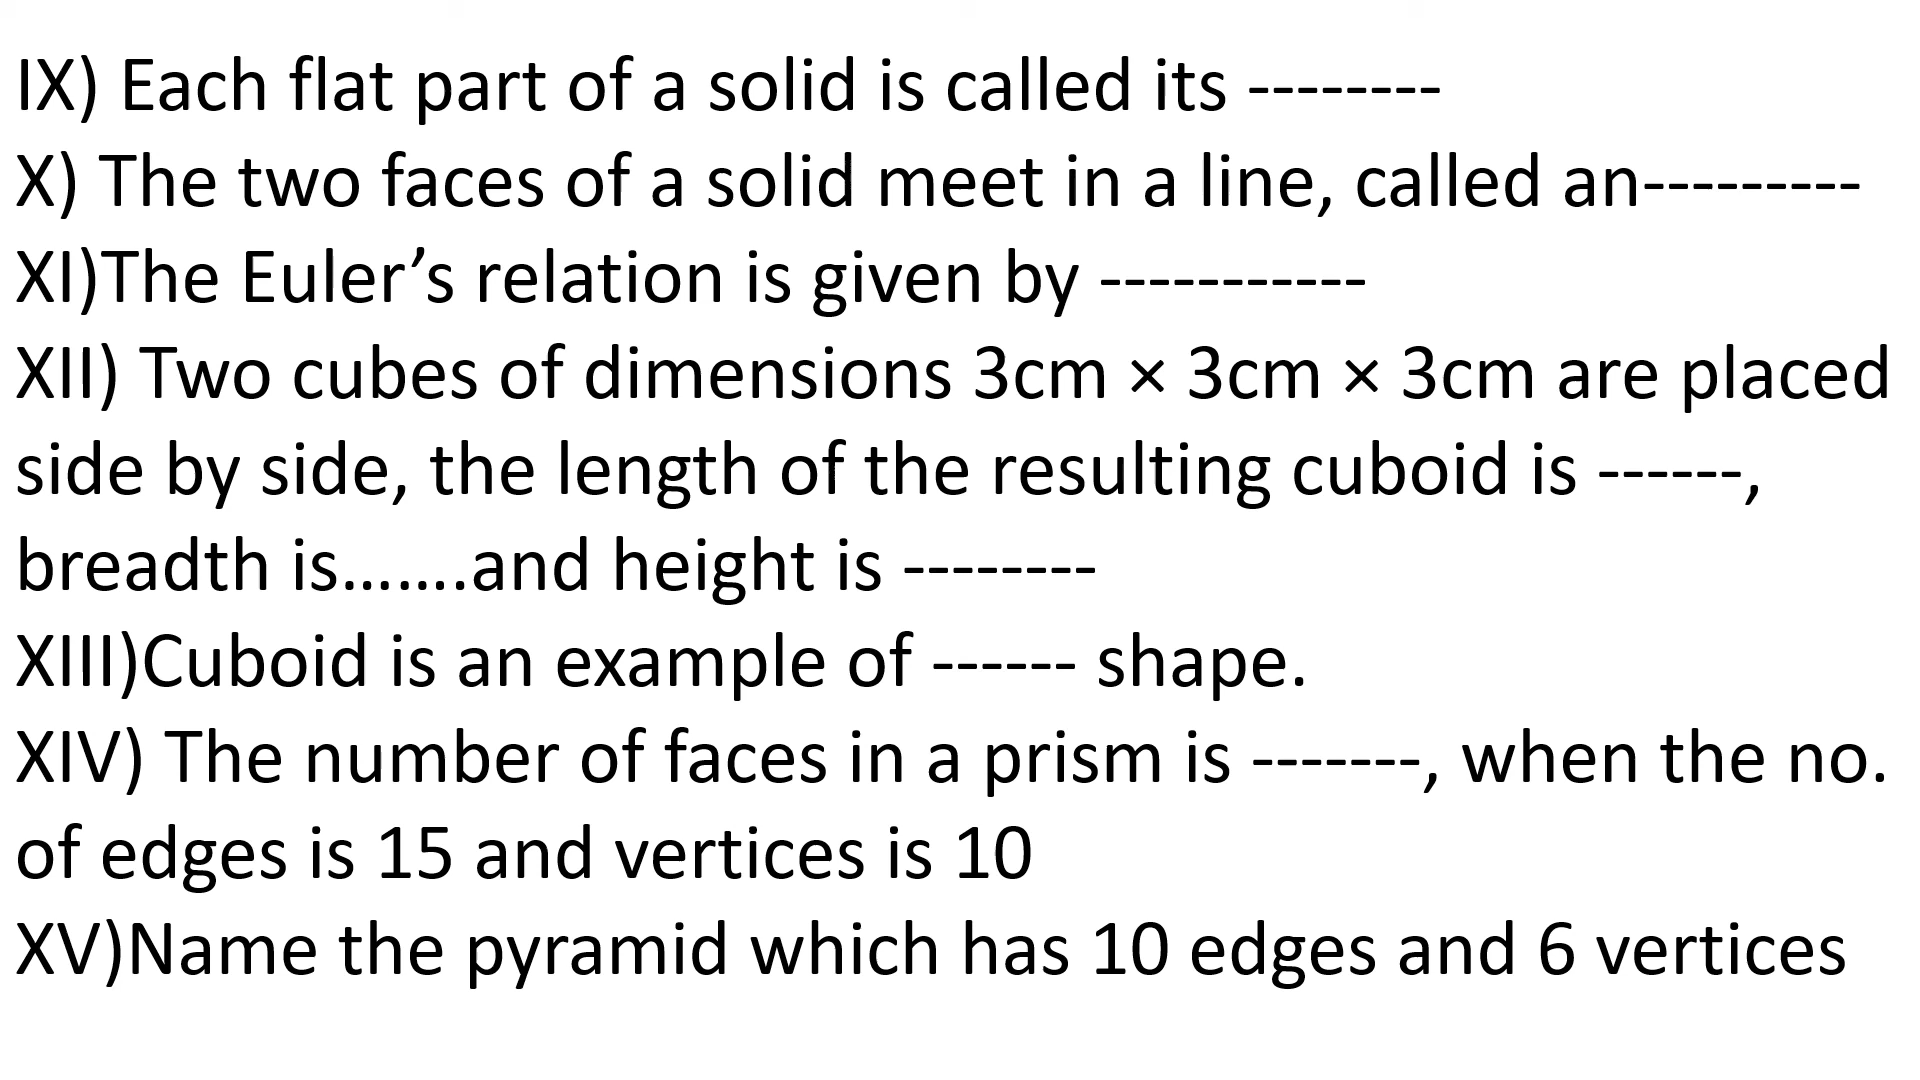 IX) Each flat part of a solid is called its --------
X) The two faces of a solid meet in a line, called an---------
XI)The Euler’s relation is given by -----------
XII) Two cubes of dimensions 3cm × 3cm × 3cm are placed
side by side, the length of the resulting cuboid is ------,
breadth is…….and height is --------
XIII)Cuboid is an example of ------ shape.
XIV) The number of faces in a prism is -------, when the no.
of edges is 15 and vertices is 10
XV)Name the pyramid which has 10 edges and 6 vertices